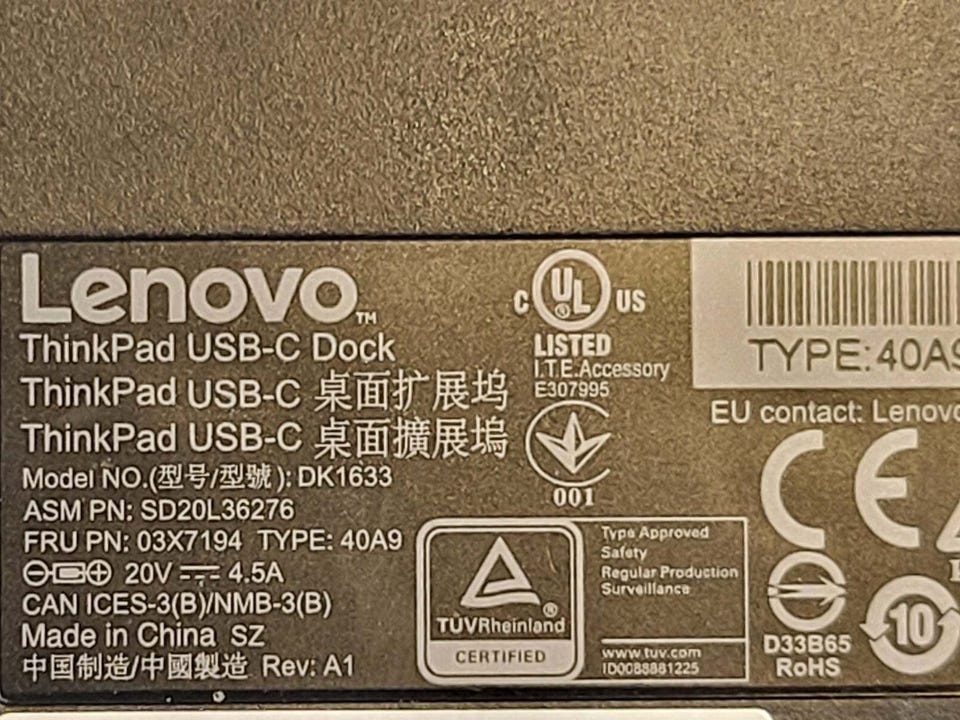 Lenovo™
ThinkPad USB-C Dock
ThinkPad USB-C 桌面扩展坞
ThinkPad USB-C 桌面擴展塢
Model NO.(型号/型號): DK1633
ASM PN: SD20L36276
FRU PN: 03X7194 TYPE: 40A9
20V ⎓ 4.5A
CAN ICES-3(B)/NMB-3(B)
Made in China SZ
中国制造/中國製造 Rev: A1
C UL ® US
LISTED
I.T.E.Accessory
E307995
001
TÜVRheinland ®
CERTIFIED
Type Approved
Safety
Regular Production
Surveillance
www.tuv.com
ID0088881225
TYPE:40A9
EU contact: Lenovo
CE
D33B65
RoHS
10